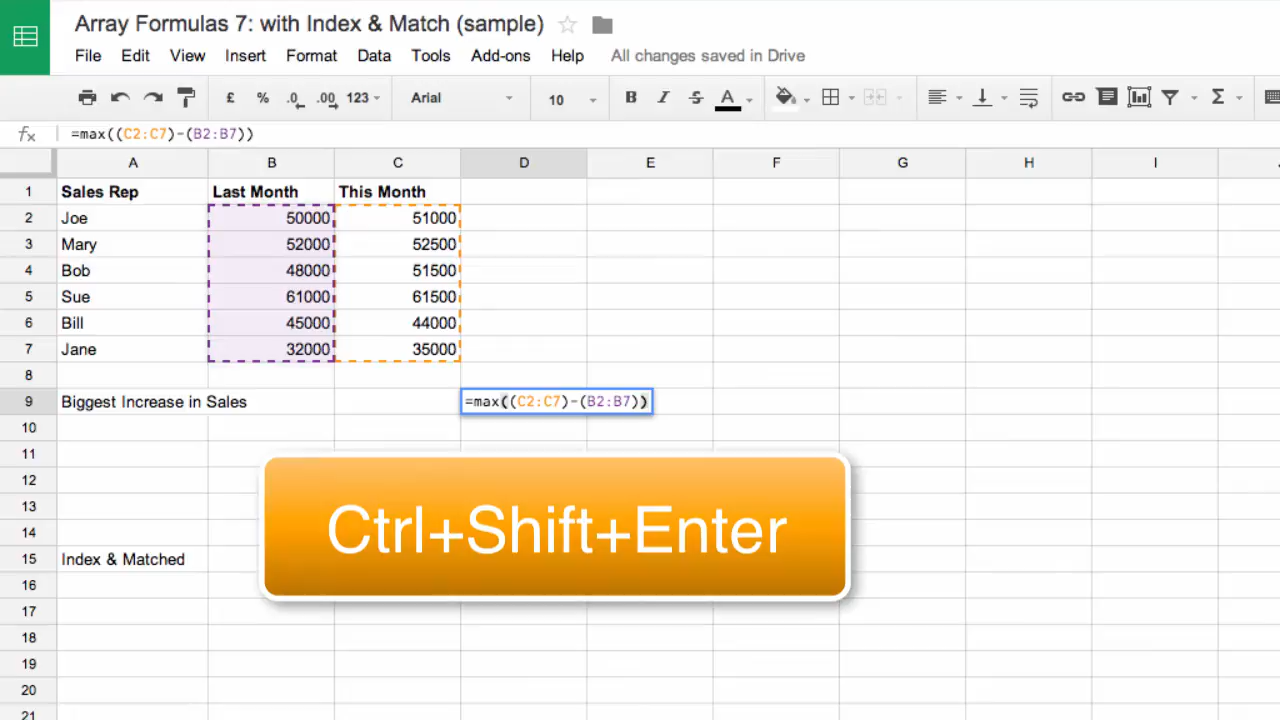 Array Formulas 7: with Index & Match (sample)
File Edit View Insert Format Data Tools Add-ons Help All changes saved in Drive
£ % .0 .00 123 Arial 10 B I S A Σ
fx =max((C2:C7)-(B2:B7))
A B C D E F G H I
1 Sales Rep Last Month This Month
2 Joe 50000 51000
3 Mary 52000 52500
4 Bob 48000 51500
5 Sue 61000 61500
6 Bill 45000 44000
7 Jane 32000 35000
8
9 Biggest Increase in Sales =max((C2:C7)-(B2:B7))
10
11
12
Ctrl+Shift+Enter
13
14
15 Index & Matched
16
17
18
19
20
21